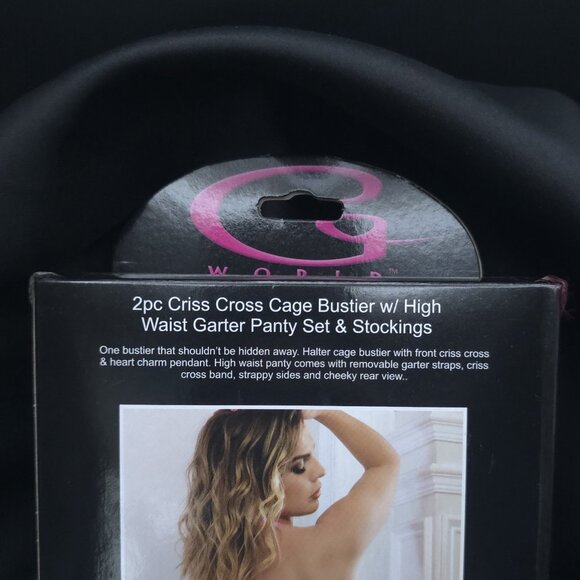 G
WORLD™
2pc Criss Cross Cage Bustier w/ High
Waist Garter Panty Set & Stockings
One bustier that shouldn't be hidden away. Halter cage bustier with front criss cross
& heart charm pendant. High waist panty comes with removable garter straps, criss
cross band, strappy sides and cheeky rear view..